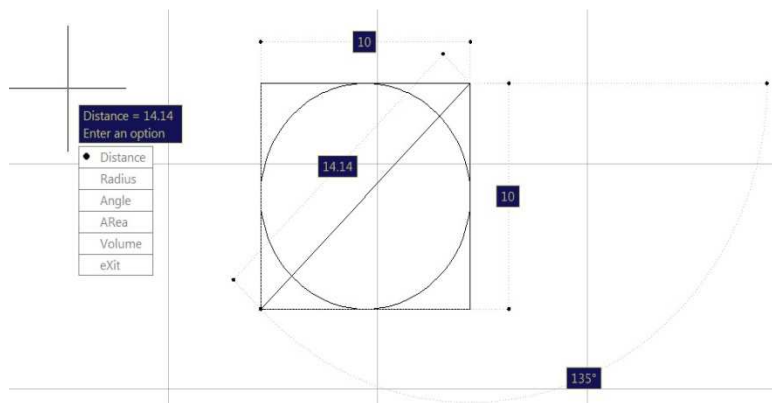 10
Distance = 14.14
Enter an option
Distance
Radius
Angle
ARea
Volume
eXit
14.14
10
135°